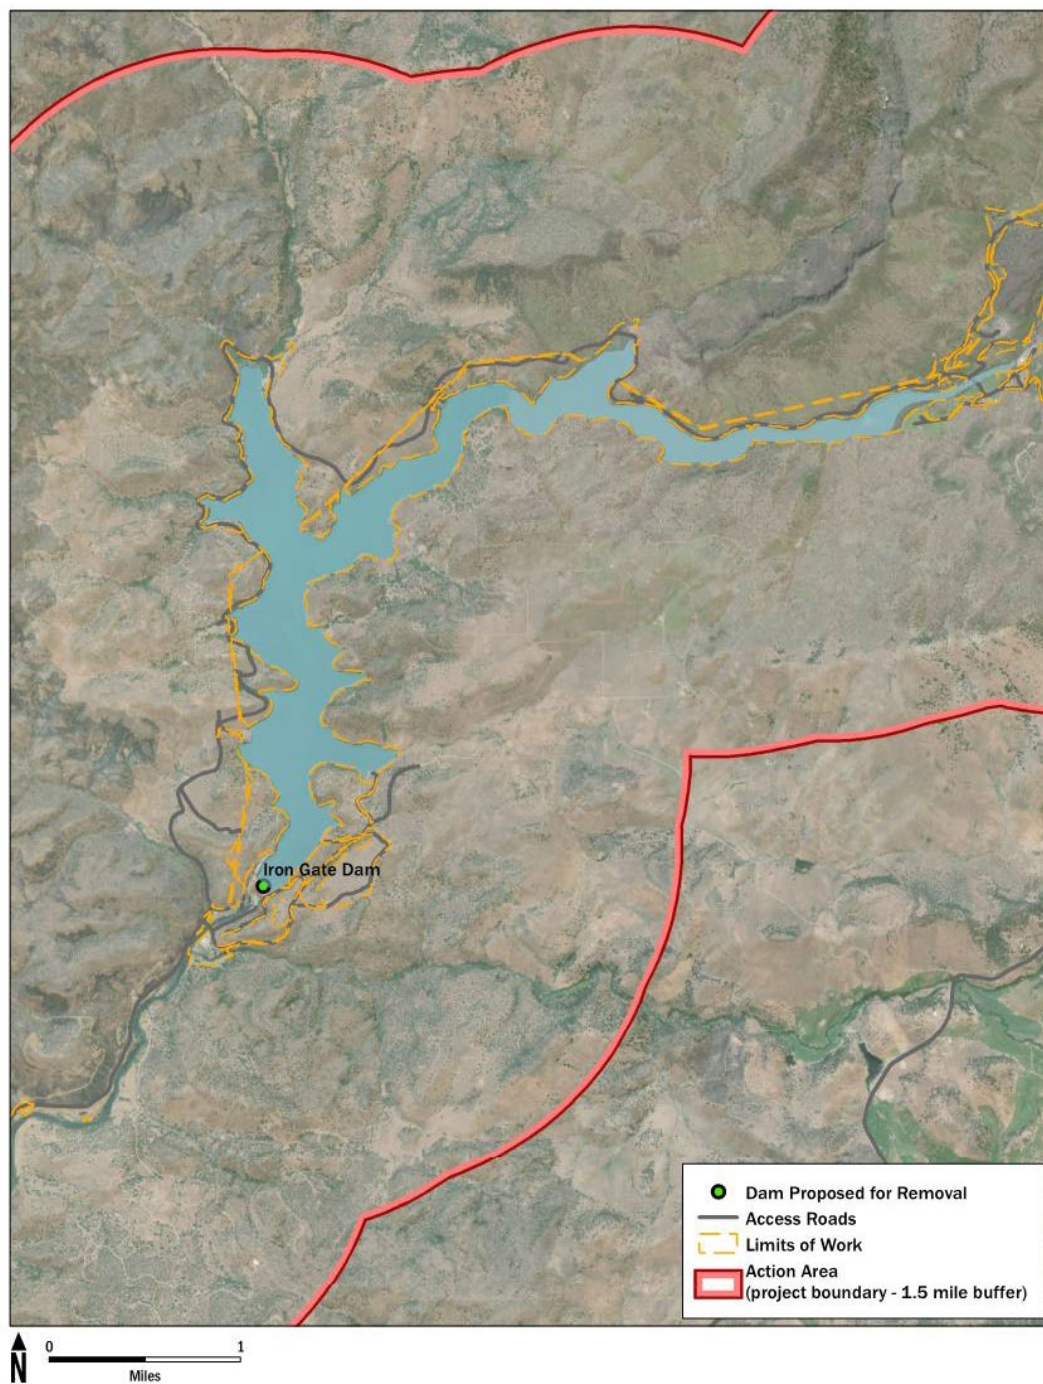 Iron Gate Dam
Dam Proposed for Removal
Access Roads
Limits of Work
Action Area
(project boundary - 1.5 mile buffer)
N
0 1
Miles